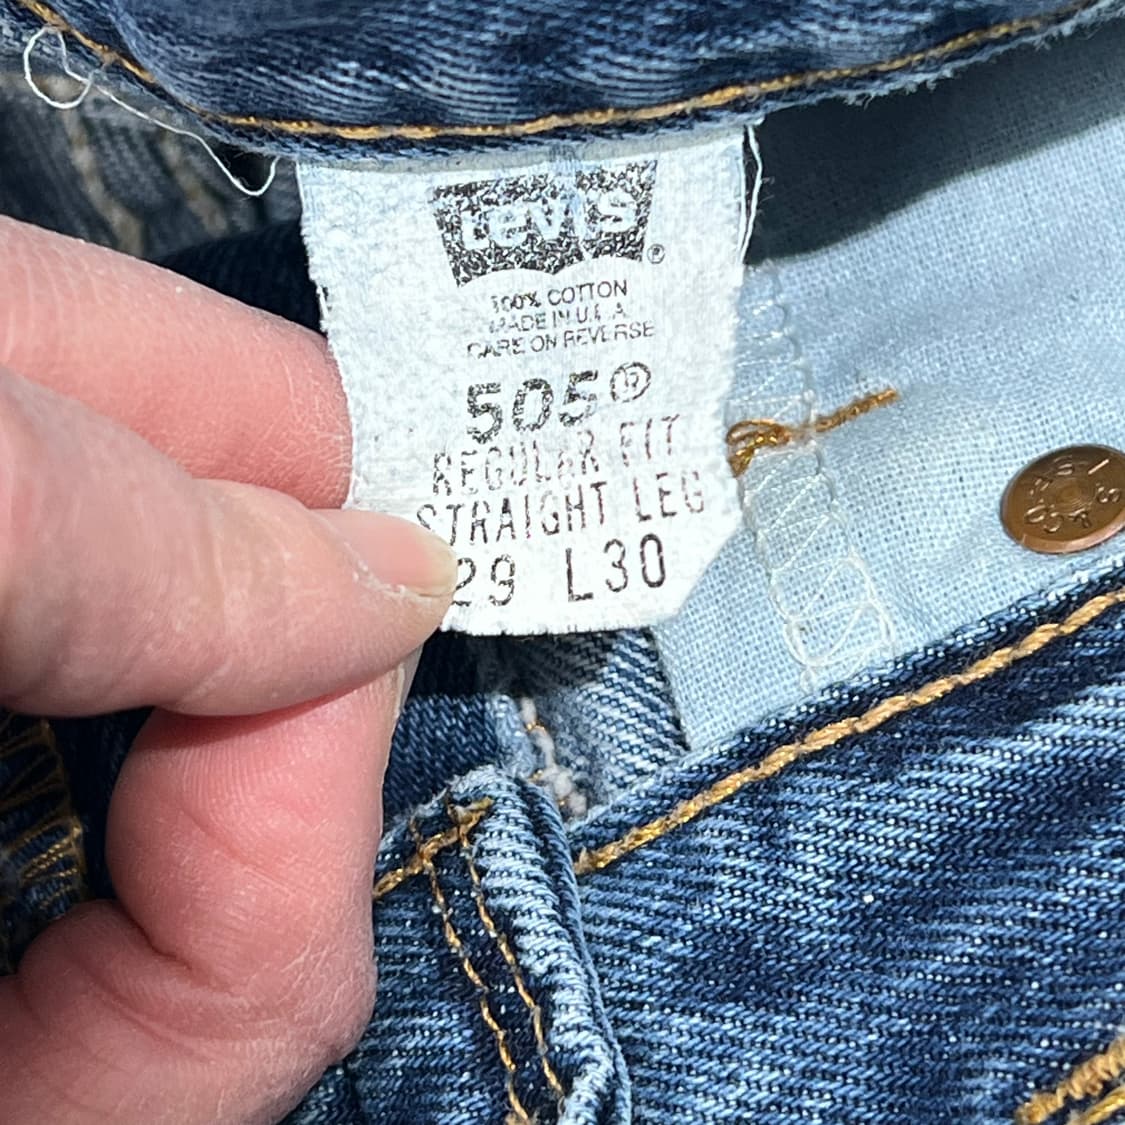 Levi's
®
100% COTTON
MADE IN U.S.A.
CARE ON REVERSE
505®
REGULAR FIT
STRAIGHT LEG
29 L30